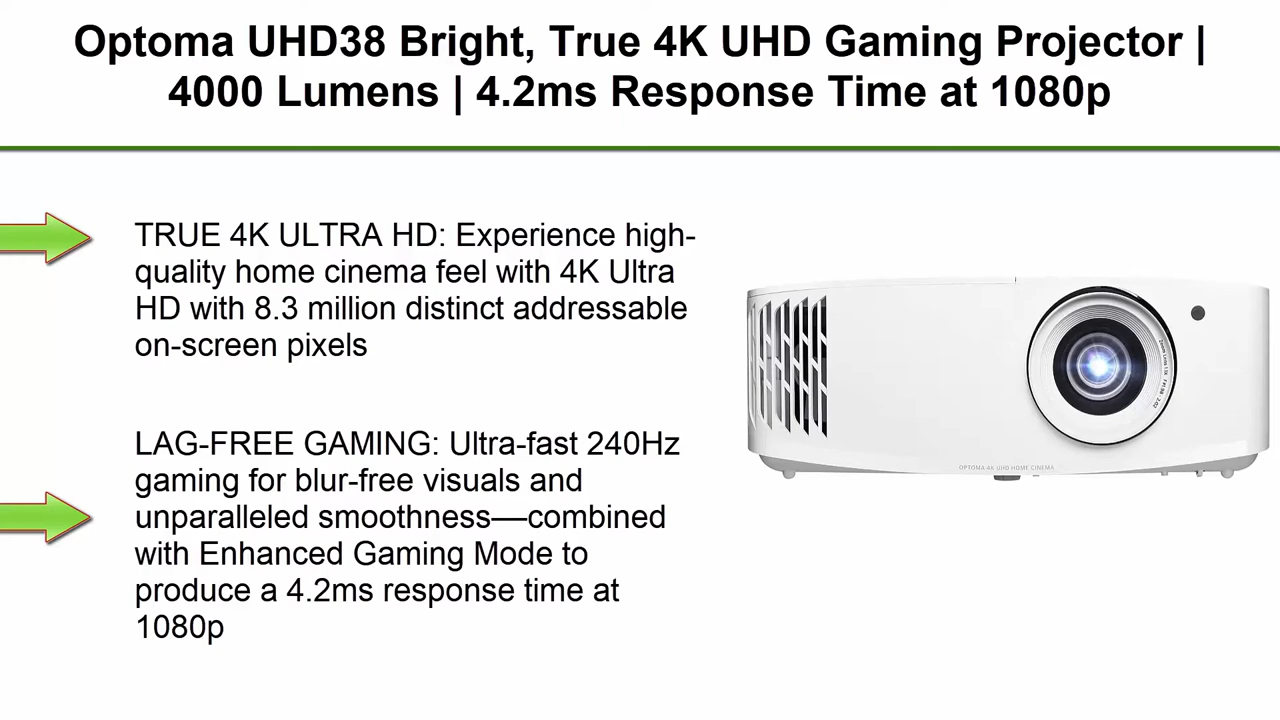 Optoma UHD38 Bright, True 4K UHD Gaming Projector |
4000 Lumens | 4.2ms Response Time at 1080p
TRUE 4K ULTRA HD: Experience high-
quality home cinema feel with 4K Ultra
HD with 8.3 million distinct addressable
on-screen pixels
LAG-FREE GAMING: Ultra-fast 240Hz
gaming for blur-free visuals and
unparalleled smoothness—combined
with Enhanced Gaming Mode to
produce a 4.2ms response time at
1080p
OPTOMA 4K UHD HOME CINEMA